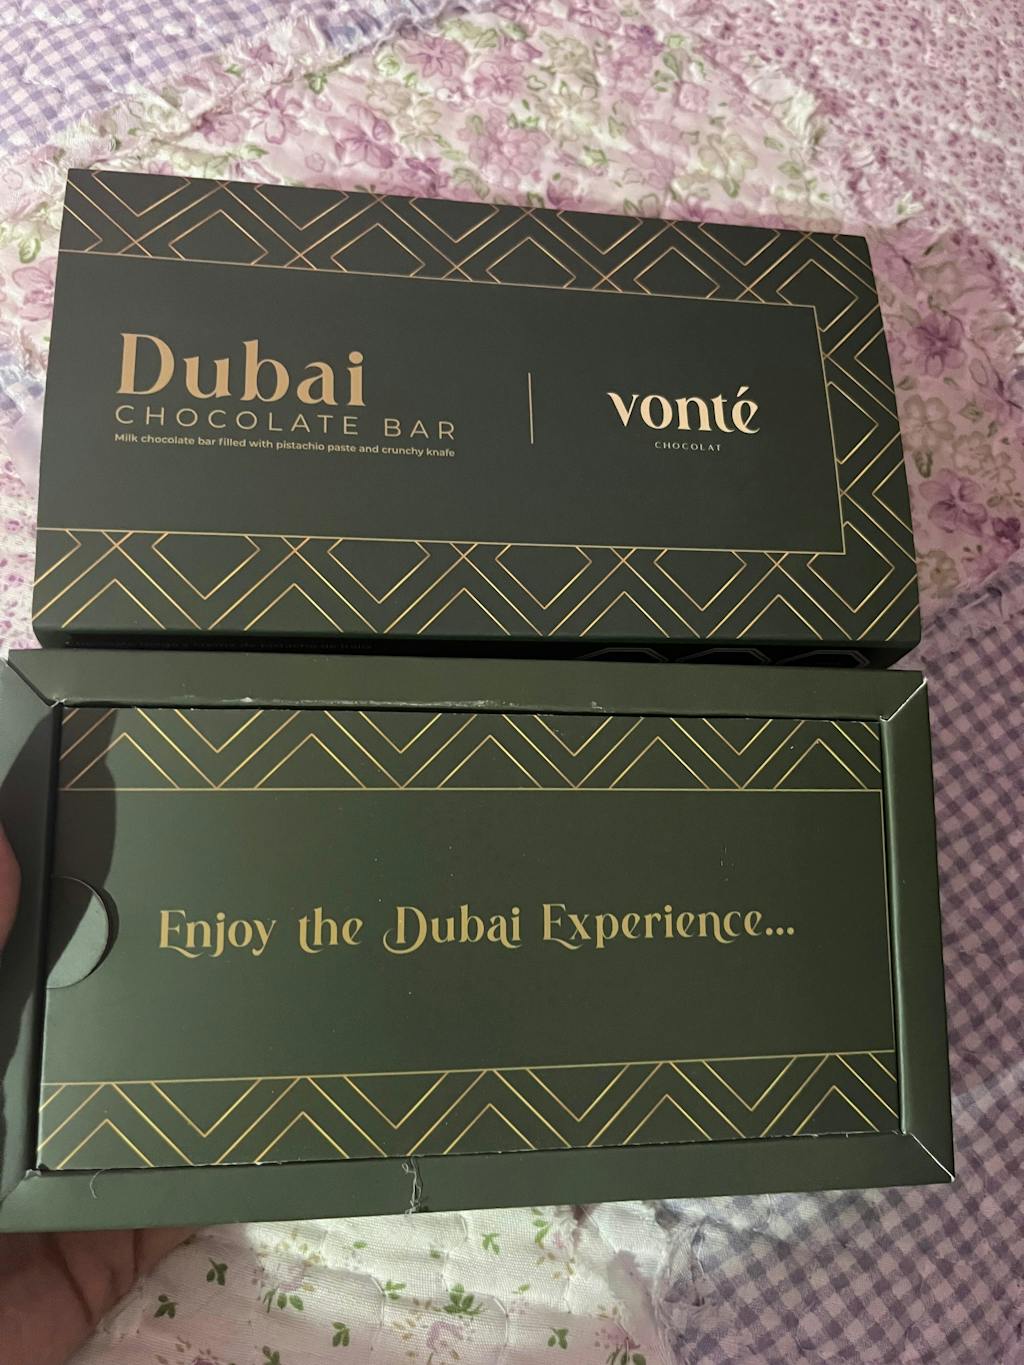 Dubai
CHOCOLATE BAR
Milk chocolate bar filled with pistachio paste and crunchy knafe
vonté
CHOCOLAT
Enjoy the Dubai Experience...